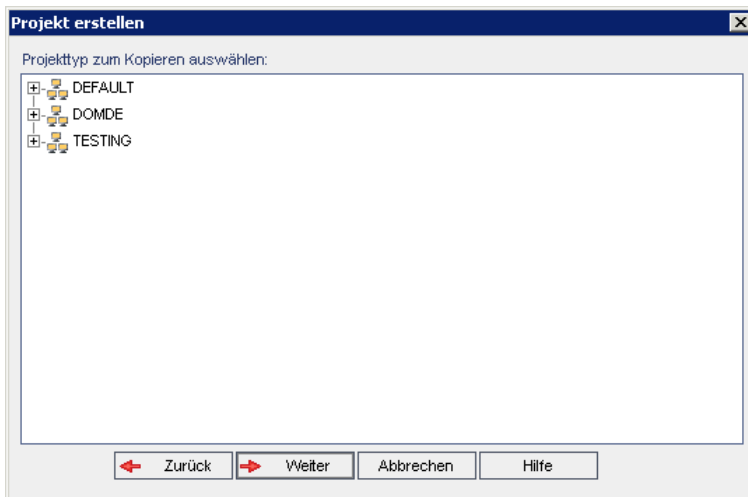 Projekt erstellen
Projekttyp zum Kopieren auswählen:
DEFAULT
DOMDE
TESTING
Zurück Weiter Abbrechen Hilfe